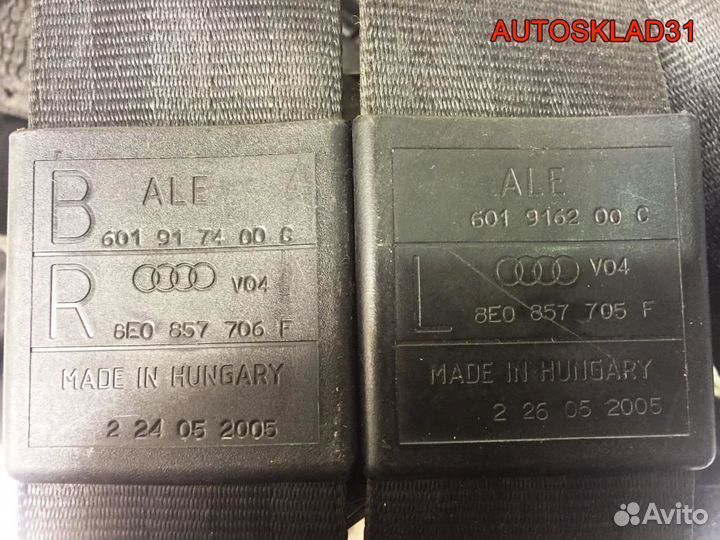 AUTOSKLAD31
B ALE
601 91 74 00 C
R V04
8E0 857 706 F
MADE IN HUNGARY
2 24 05 2005
ALE
601 9162 00 C
L V04
8E0 857 705 F
MADE IN HUNGARY
2 26 05 2005
Avito